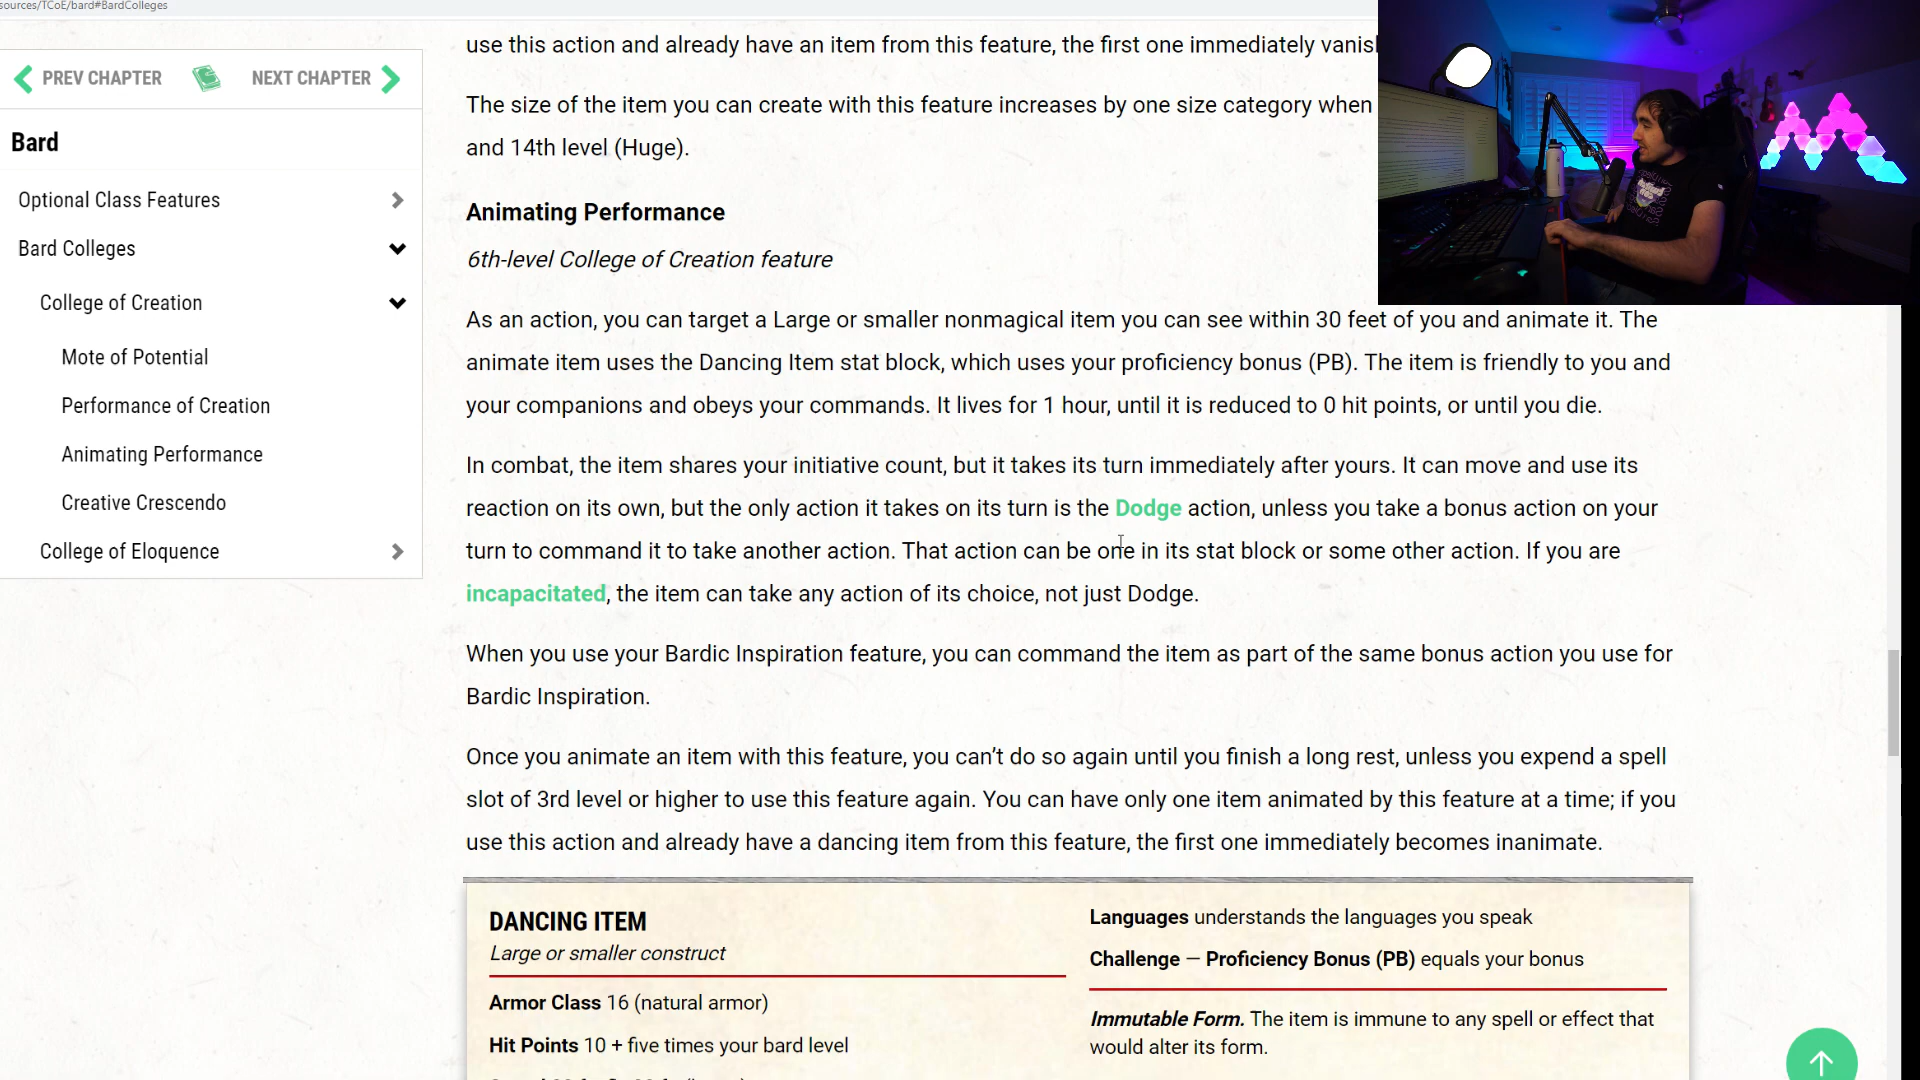 sources/TCoE/bard#BardColleges
PREV CHAPTER
NEXT CHAPTER
Bard
Optional Class Features
Bard Colleges
College of Creation
Mote of Potential
Performance of Creation
Animating Performance
Creative Crescendo
College of Eloquence
use this action and already have an item from this feature, the first one immediately
The size of the item you can create with this feature increases by one size category when
and 14th level (Huge).
Animating Performance
6th-level College of Creation feature
As an action, you can target a Large or smaller nonmagical item you can see within 30 feet of you and animate it. The
animate item uses the Dancing Item stat block, which uses your proficiency bonus (PB). The item is friendly to you and
your companions and obeys your commands. It lives for 1 hour, until it is reduced to 0 hit points, or until you die.
In combat, the item shares your initiative count, but it takes its turn immediately after yours. It can move and use its
reaction on its own, but the only action it takes on its turn is the Dodge action, unless you take a bonus action on your
turn to command it to take another action. That action can be one in its stat block or some other action. If you are
incapacitated, the item can take any action of its choice, not just Dodge.
When you use your Bardic Inspiration feature, you can command the item as part of the same bonus action you use for
Bardic Inspiration.
Once you animate an item with this feature, you can’t do so again until you finish a long rest, unless you expend a spell
slot of 3rd level or higher to use this feature again. You can have only one item animated by this feature at a time; if you
use this action and already have a dancing item from this feature, the first one immediately becomes inanimate.
DANCING ITEM
Large or smaller construct
Armor Class 16 (natural armor)
Hit Points 10 + five times your bard level
Languages understands the languages you speak
Challenge — Proficiency Bonus (PB) equals your bonus
Immutable Form. The item is immune to any spell or effect that
would alter its form.